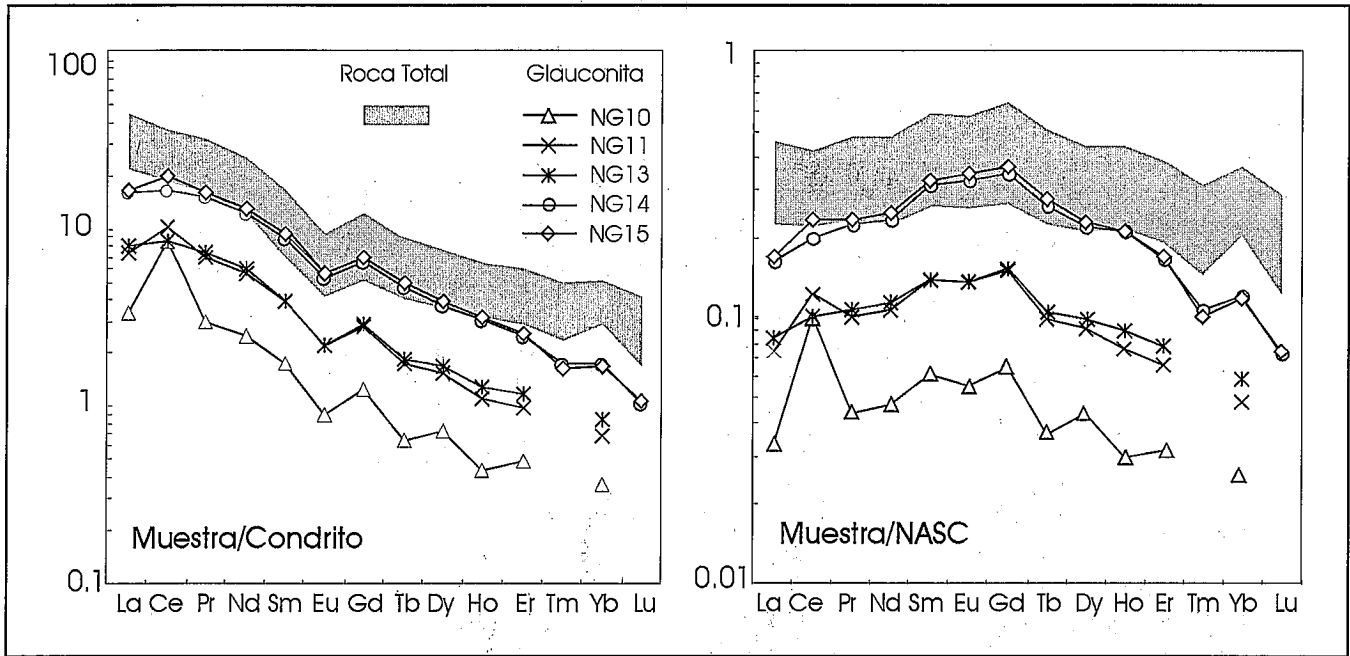 100
10
1
0,1
Roca Total
Glauconita
NG10
NG11
NG13
NG14
NG15
Muestra/Condrito
La Ce Pr Nd Sm Eu Gd Tb Dy Ho Er Tm Yb Lu
1
0.1
0.01
Muestra/NASC
La Ce Pr Nd Sm Eu Gd Tb Dy Ho Er Tm Yb Lu